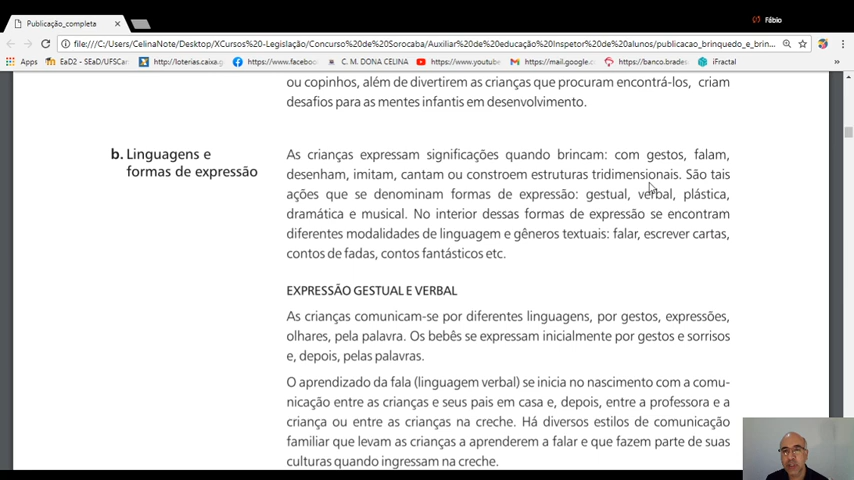 Fábio
Publicação_completa
file:///C:/Users/CelinaNote/Desktop/XCursos%20-Legislação/Concurso%20de%20Sorocaba/Auxiliar%20de%20educação%20Inspetor%20de%20alunos/publicacao_brinquedo_e_brin...
Apps EaD2 - SEaD/UFSCar http://loterias.caixa.g https://www.faceboo C. M. DONA CELINA https://www.youtube https://mail.google.c https://banco.brades iFractal »
ou copinhos, além de divertirem as crianças que procuram encontrá-los, criam
desafios para as mentes infantis em desenvolvimento.
b. Linguagens e
formas de expressão
As crianças expressam significações quando brincam: com gestos, falam,
desenham, imitam, cantam ou constroem estruturas tridimensionais. São tais
ações que se denominam formas de expressão: gestual, verbal, plástica,
dramática e musical. No interior dessas formas de expressão se encontram
diferentes modalidades de linguagem e gêneros textuais: falar, escrever cartas,
contos de fadas, contos fantásticos etc.
EXPRESSÃO GESTUAL E VERBAL
As crianças comunicam-se por diferentes linguagens, por gestos, expressões,
olhares, pela palavra. Os bebês se expressam inicialmente por gestos e sorrisos
e, depois, pelas palavras.
O aprendizado da fala (linguagem verbal) se inicia no nascimento com a comu-
nicação entre as crianças e seus pais em casa e, depois, entre a professora e a
criança ou entre as crianças na creche. Há diversos estilos de comunicação
familiar que levam as crianças a aprenderem a falar e que fazem parte de suas
culturas quando ingressam na creche.